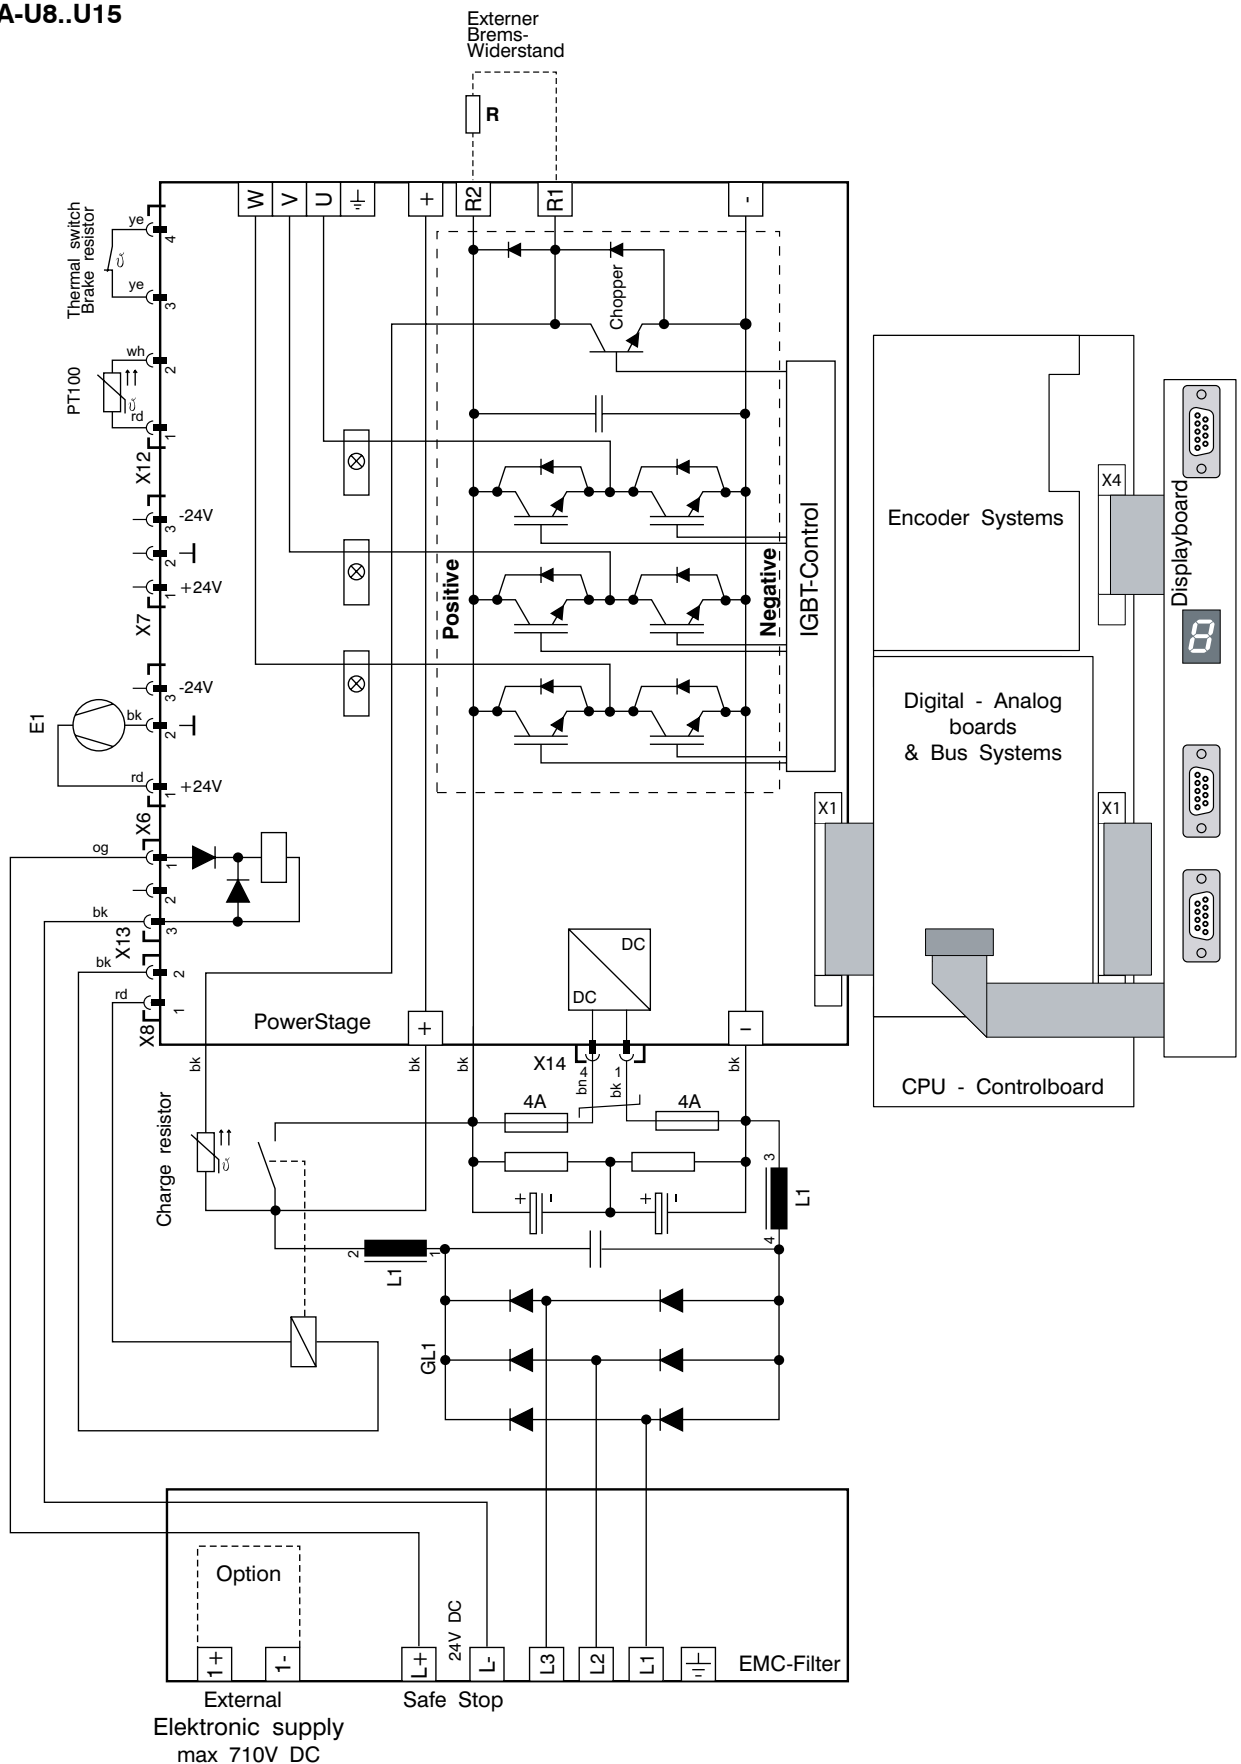 A-U8..U15
Externer
Brems-
Widerstand
R
W
V
U
+
R2
R1
-
Thermal switch
Brake resistor
ye
4
ye
3
PT100
wh
2
rd
1
X12
Chopper
3
-24V
2
1
+24V
X7
Positive
Negative
IGBT-Control
Encoder Systems
X4
Displayboard
8
3
-24V
E1
bk
2
rd
1
+24V
X6
Digital - Analog
boards
& Bus Systems
X1
X1
og
1
2
bk
3
X13
bk
2
rd
1
X8
DC
DC
PowerStage
+
−
CPU - Controlboard
bk
bk
bk
X14
4
1
bn
bk
bk
4A
4A
Charge resistor
+
-
+
-
3
L1
4
2
L1
1
GL1
Option
24V DC
1+
1-
L+
L-
L3
L2
L1
EMC-Filter
External
Elektronic supply
max 710V DC
Safe Stop